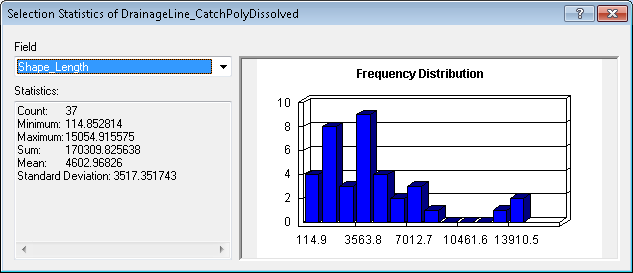 Selection Statistics of DrainageLine_CatchPolyDissolved
Field
Shape_Length
Statistics:
Count: 37
Minimum: 114.852814
Maximum: 15054.915575
Sum: 170309.825638
Mean: 4602.96826
Standard Deviation: 3517.351743
Frequency Distribution
10
8
6
4
2
0
114.9 3563.8 7012.7 10461.6 13910.5